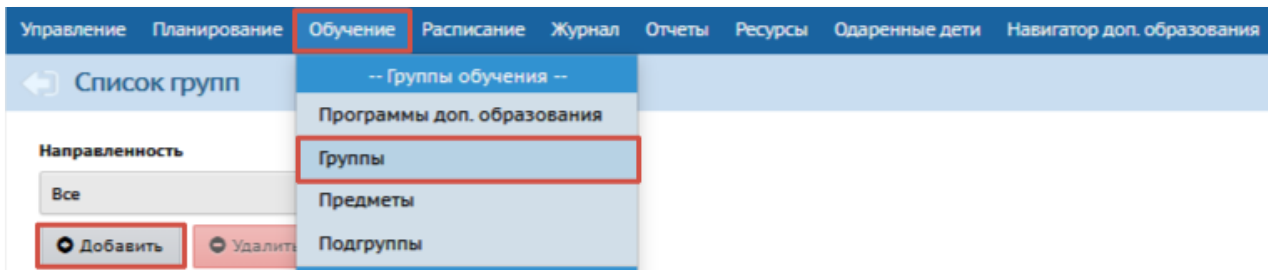 Управление Планирование Обучение Расписание Журнал Отчеты Ресурсы Одаренные дети Навигатор доп. образования
Список групп
-- Группы обучения --
Программы доп. образования
Направленность
Группы
Все
Предметы
Добавить
Удалить
Подгруппы